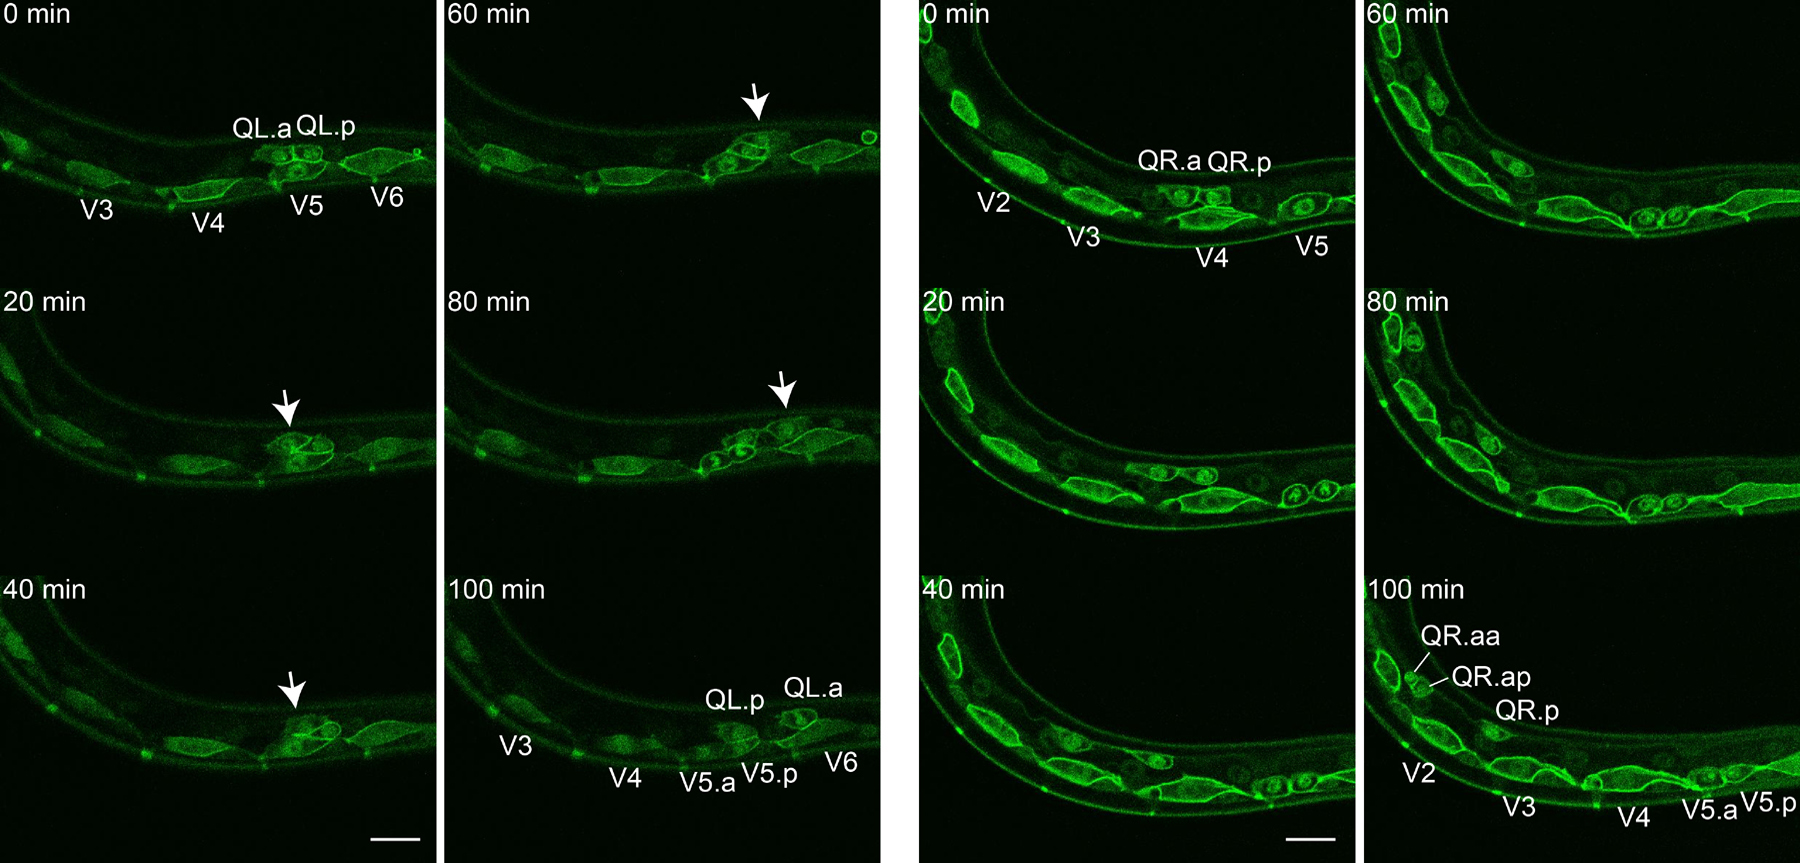 0 min
QL.a QL.p
V3
V4
V5
V6
20 min
40 min
60 min
80 min
100 min
QL.p
QL.a
V3
V4
V5.a
V5.p
V6
0 min
QR.a QR.p
V2
V3
V4
V5
20 min
40 min
60 min
80 min
100 min
QR.aa
QR.ap
QR.p
V2
V3
V4
V5.a
V5.p